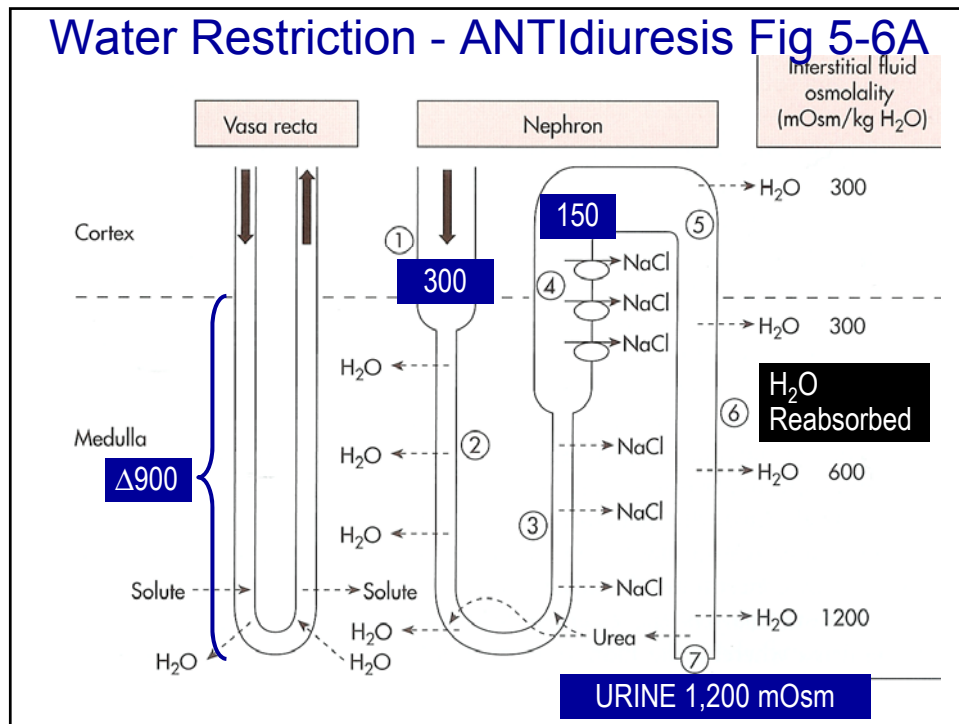 Water Restriction - ANTIdiuresis Fig 5-6A
Vasa recta
Nephron
Interstitial fluid
osmolality
(mOsm/kg H₂O)
H₂O 300
150
5
Cortex
1
NaCl
300
4
NaCl
H₂O 300
NaCl
H₂O
H₂O
Reabsorbed
6
Medulla
2
H₂O
NaCl
H₂O 600
Δ900
3
NaCl
H₂O
Solute
Solute
NaCl
H₂O 1200
H₂O
Urea
H₂O
H₂O
7
URINE 1,200 mOsm